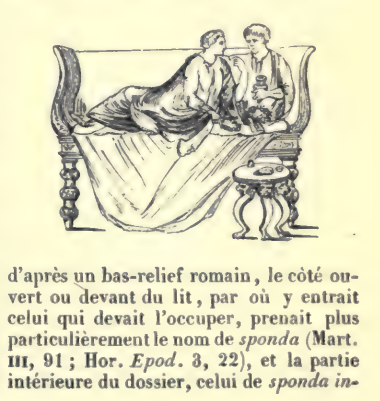 d'après un bas-relief romain, le côté ou-
vert ou devant du lit, par où y entrait
celui qui devait l'occuper, prenait plus
particulièrement le nom de sponda (Mart.
III, 91 ; Hor. Epod. 3, 22), et la partie
intérieure du dossier, celui de sponda in-